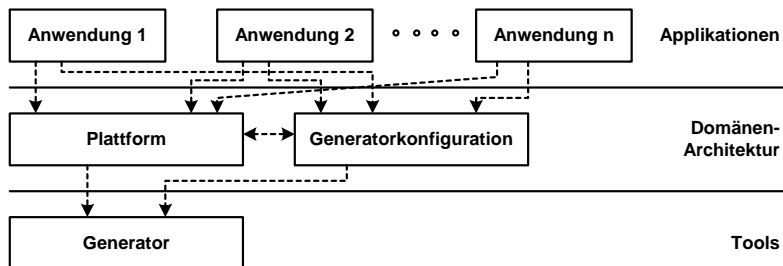 Anwendung 1
Anwendung 2
Anwendung n
Applikationen
Plattform
Generatorkonfiguration
Domänen-
Architektur
Generator
Tools